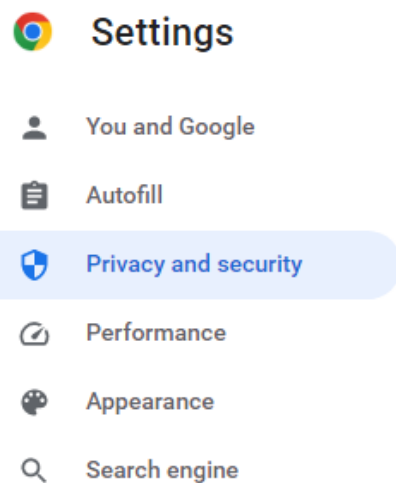 Settings
You and Google
Autofill
Privacy and security
Performance
Appearance
Search engine